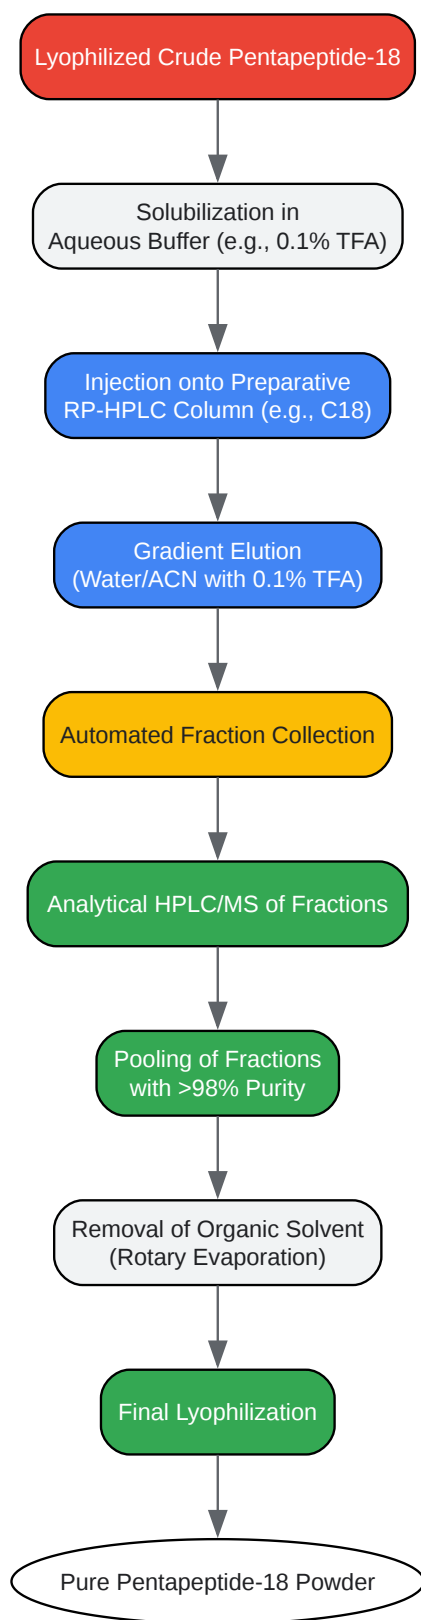 Lyophilized Crude Pentapeptide-18
Solubilization in
Aqueous Buffer (e.g., 0.1% TFA)
Injection onto Preparative
RP-HPLC Column (e.g., C18)
Gradient Elution
(Water/ACN with 0.1% TFA)
Automated Fraction Collection
Analytical HPLC/MS of Fractions
Pooling of Fractions
with >98% Purity
Removal of Organic Solvent
(Rotary Evaporation)
Final Lyophilization
Pure Pentapeptide-18 Powder